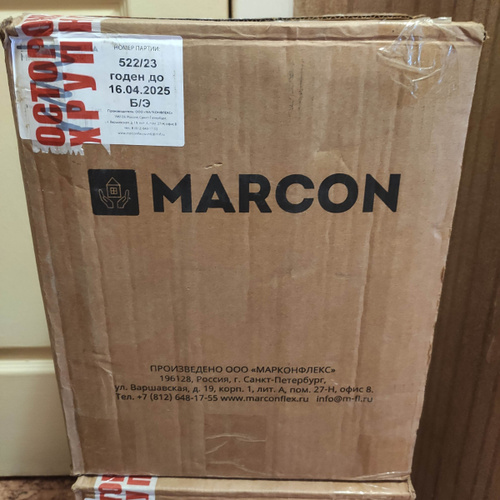 ОСТОРО
ХРУП
НОМЕР ПАРТИИ
522/23
годен до
16.04.2025
Б/Э
MARCON
ПРОИЗВЕДЕНО ООО «МАРКОНФЛЕКС»
196128, Россия, г. Санкт-Петербург,
ул. Варшавская, д. 19, корп. 1, лит. А, пом. 27-Н, офис 8.
Тел. +7 (812) 648-17-55 www.marconflex.ru info@m-fl.ru